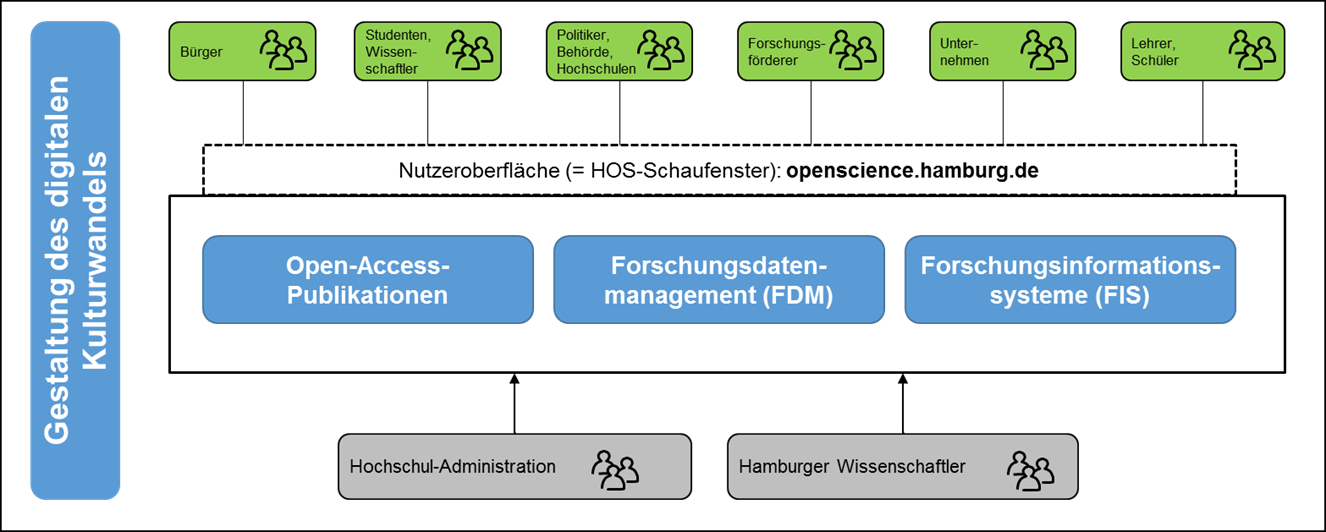 Gestaltung des digitalen
Kulturwandels
Bürger
Studenten,
Wissen-
schaftler
Politiker,
Behörde,
Hochschulen
Forschungs-
förderer
Unter-
nehmen
Lehrer,
Schüler
Nutzeroberfläche (= HOS-Schaufenster): openscience.hamburg.de
Open-Access-
Publikationen
Forschungsdaten-
management (FDM)
Forschungsinformations-
systeme (FIS)
Hochschul-Administration
Hamburger Wissenschaftler